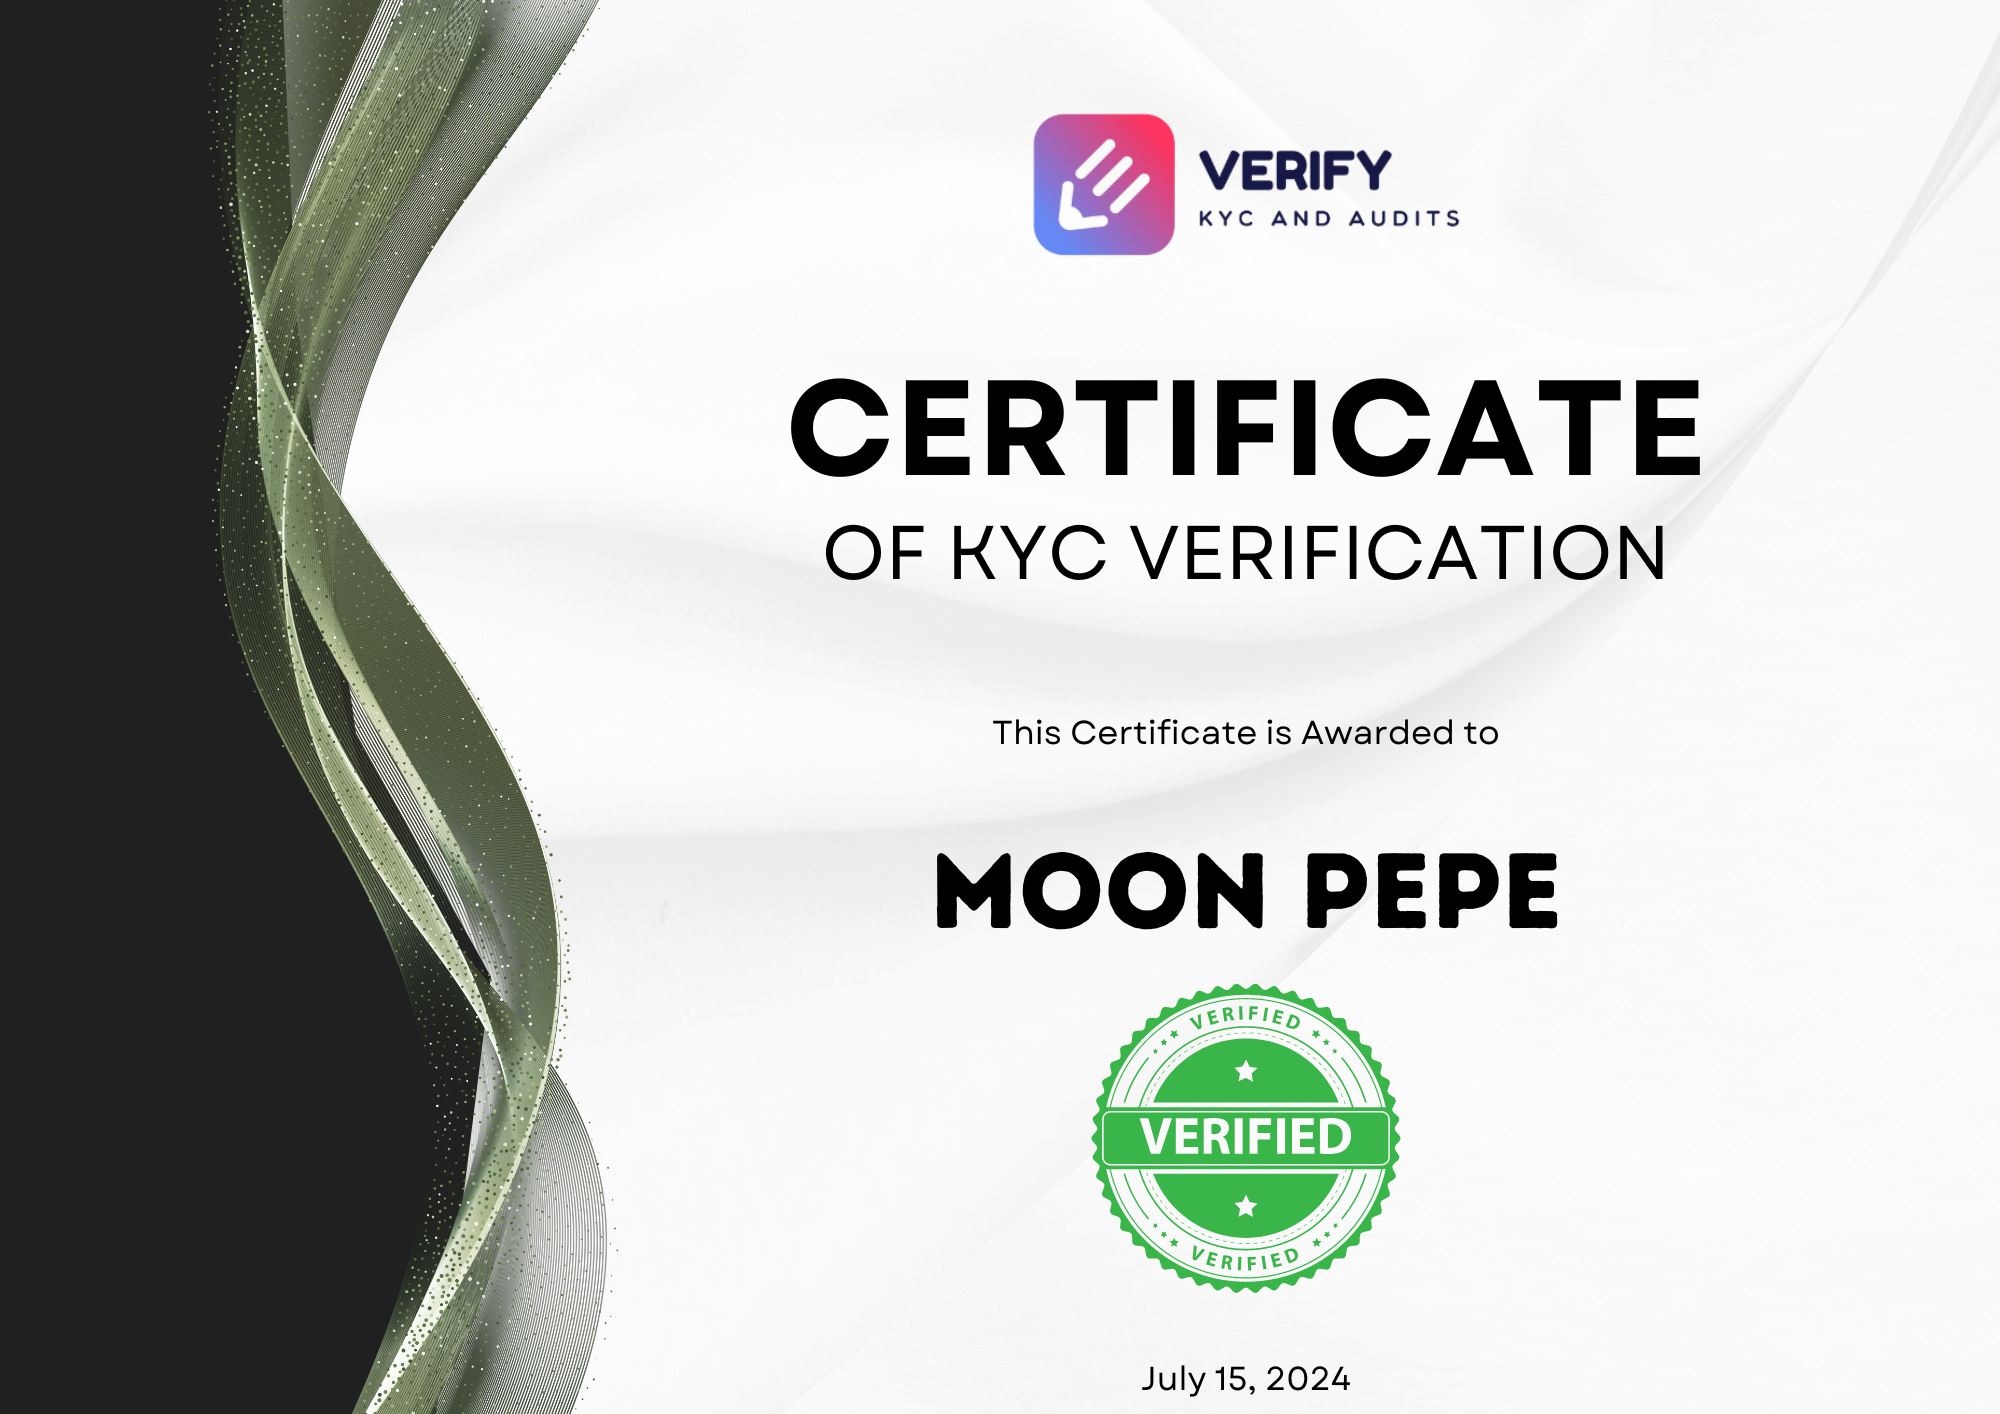 VERIFY
KYC AND AUDITS
CERTIFICATE
OF KYC VERIFICATION
This Certificate is Awarded to
MOON PEPE
VERIFIED
VERIFIED
VERIFIED
July 15, 2024